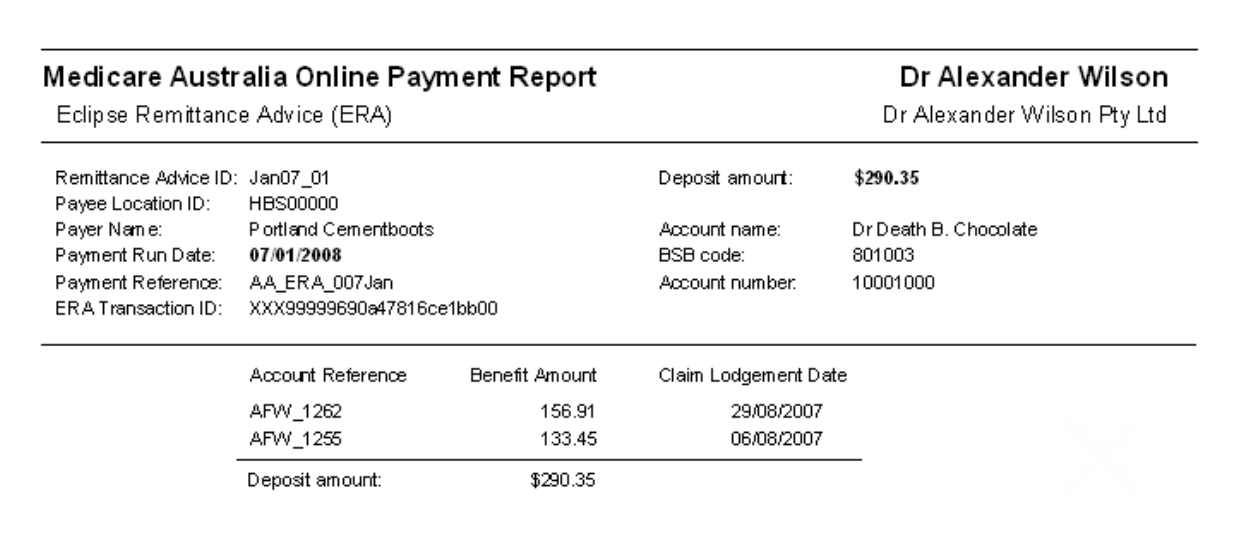 Medicare Australia Online Payment Report Dr Alexander Wilson
Eclipse Remittance Advice (ERA) Dr Alexander Wilson Pty Ltd
Remittance Advice ID: Jan07_01 Deposit amount: $290.35
Payee Location ID: HBS00000
Payer Name: Portland Cementboots Account name: Dr Death B. Chocolate
Payment Run Date: 07/01/2008 BSB code: 801003
Payment Reference: AA_ERA_007Jan Account number: 10001000
ERA Transaction ID: XXX99999690a47816ce1bb00
Account Reference Benefit Amount Claim Lodgement Date
AFW_1262 156.91 29/08/2007
AFW_1255 133.45 06/08/2007
Deposit amount: $290.35